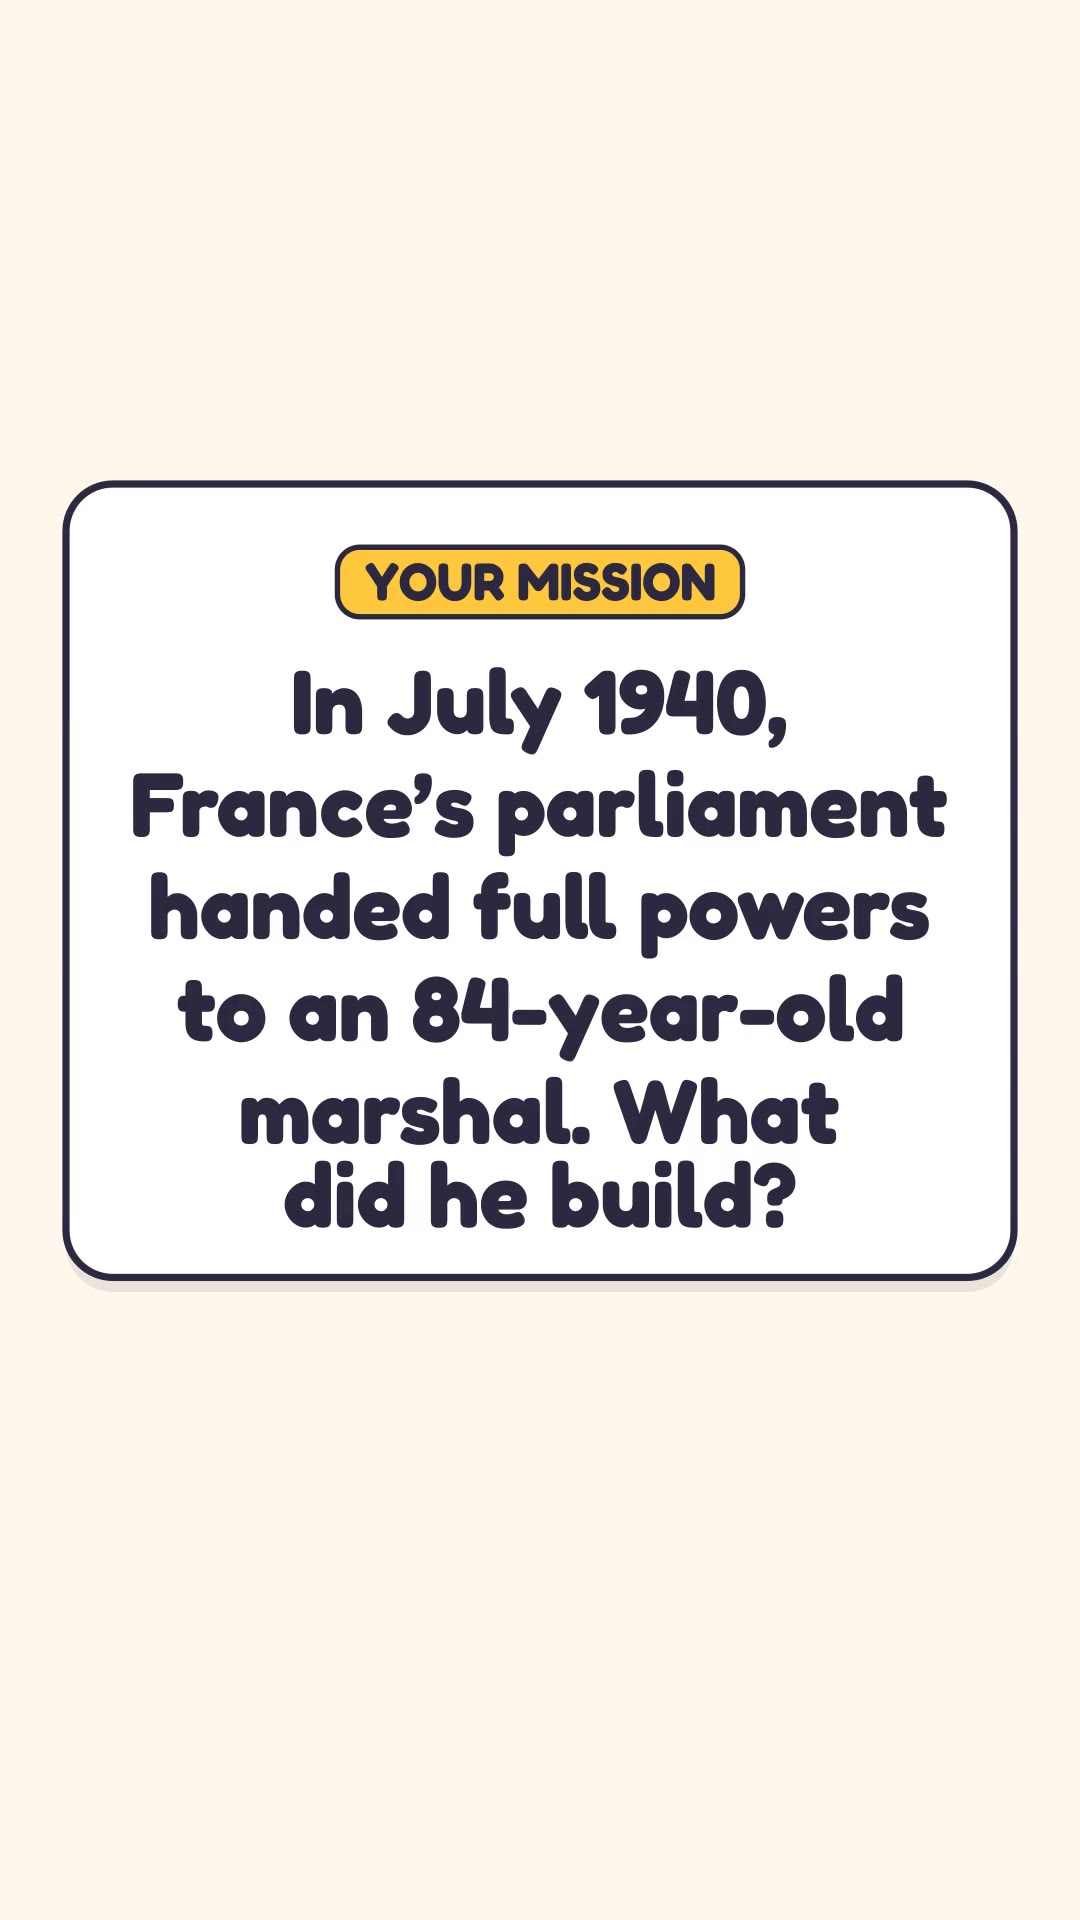 YOUR MISSION
In July 1940,
France’s parliament
handed full powers
to an 84-year-old
marshal. What
did he build?